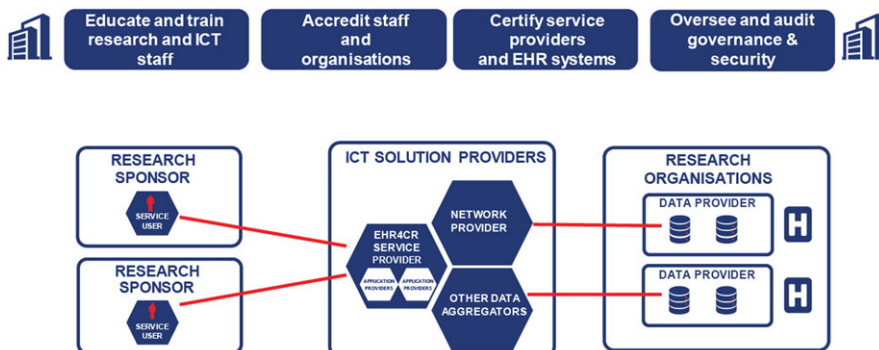 Educate and train
research and ICT
staff
Accredit staff
and
organisations
Certify service
providers
and EHR systems
Oversee and audit
governance &
security
RESEARCH
SPONSOR
SERVICE
USER
RESEARCH
SPONSOR
SERVICE
USER
ICT SOLUTION PROVIDERS
EHR4CR
SERVICE
PROVIDER
APPLICATION
PROVIDERS
APPLICATION
PROVIDERS
NETWORK
PROVIDER
OTHER DATA
AGGREGATORS
RESEARCH
ORGANISATIONS
DATA PROVIDER
H
DATA PROVIDER
H